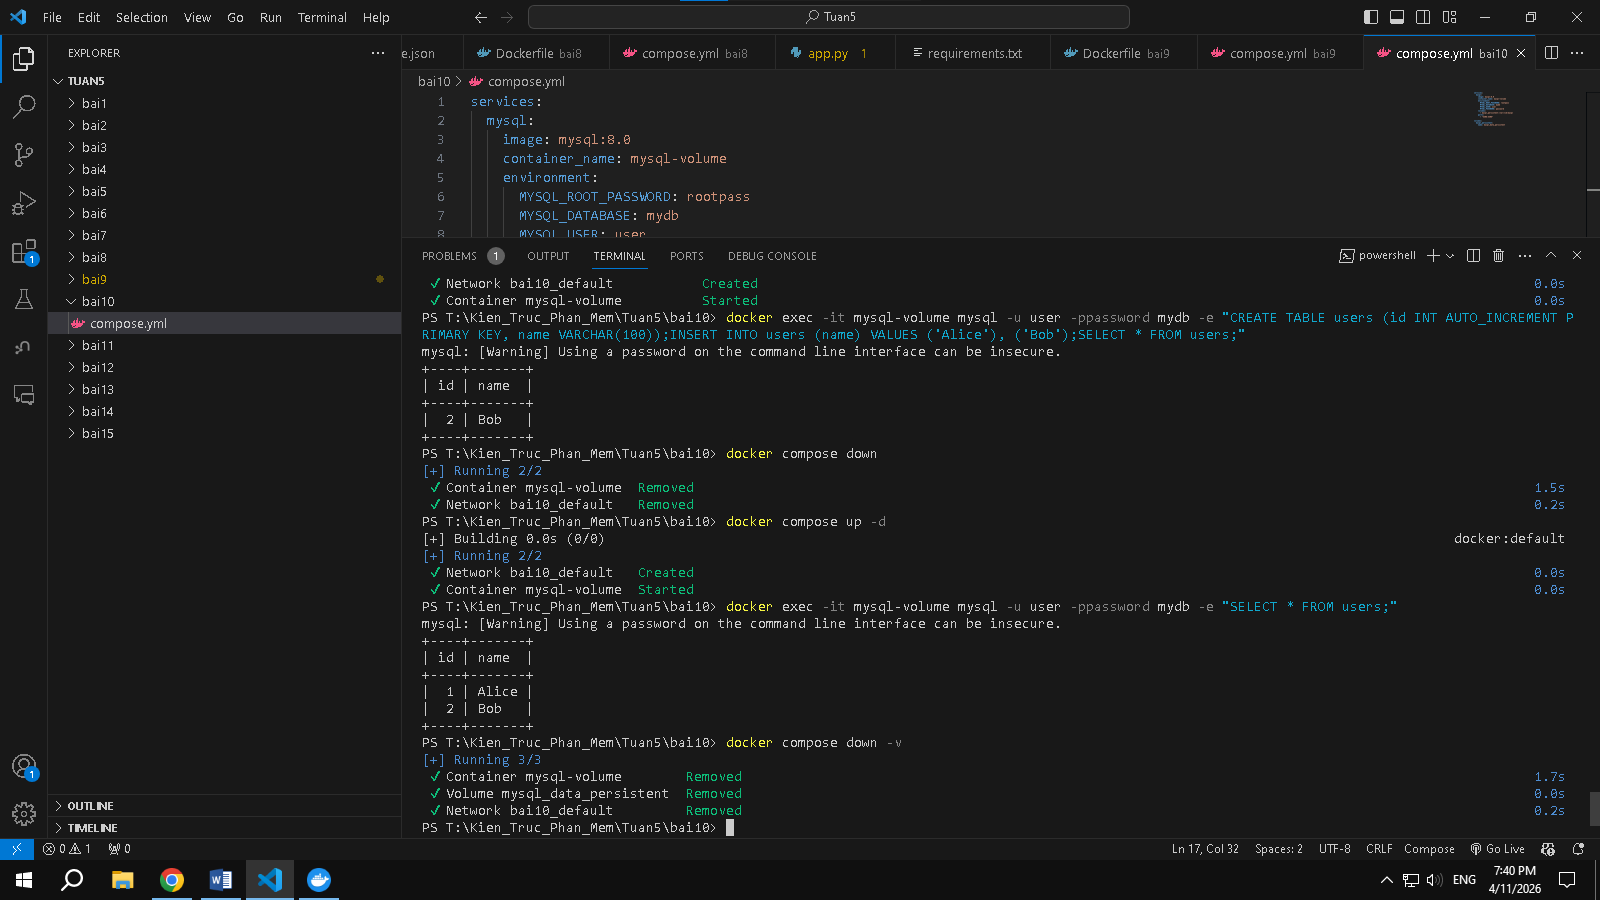 File Edit Selection View Go Run Terminal Help
Tuan5
EXPLORER
e.json
Dockerfile bai8
compose.yml bai8
app.py 1
requirements.txt
Dockerfile bai9
compose.yml bai9
compose.yml bai10
TUAN5
bai1
bai2
bai3
bai4
bai5
bai6
bai7
bai8
bai9
bai10
compose.yml
bai11
bai12
bai13
bai14
bai15
OUTLINE
TIMELINE
bai10 > compose.yml
1 services:
2 mysql:
3 image: mysql:8.0
4 container_name: mysql-volume
5 environment:
6 MYSQL_ROOT_PASSWORD: rootpass
7 MYSQL_DATABASE: mydb
8 MYSQL_USER: user
PROBLEMS 1 OUTPUT TERMINAL PORTS DEBUG CONSOLE
powershell
✓ Network bai10_default Created 0.0s
✓ Container mysql-volume Started 0.0s
PS T:\Kien_Truc_Phan_Mem\Tuan5\bai10> docker exec -it mysql-volume mysql -u user -ppassword mydb -e "CREATE TABLE users (id INT AUTO_INCREMENT P
RIMARY KEY, name VARCHAR(100));INSERT INTO users (name) VALUES ('Alice'), ('Bob');SELECT * FROM users;"
mysql: [Warning] Using a password on the command line interface can be insecure.
+----+-------+
| id | name  |
+----+-------+
|  2 | Bob   |
+----+-------+
PS T:\Kien_Truc_Phan_Mem\Tuan5\bai10> docker compose down
[+] Running 2/2
✓ Container mysql-volume Removed 1.5s
✓ Network bai10_default Removed 0.2s
PS T:\Kien_Truc_Phan_Mem\Tuan5\bai10> docker compose up -d
[+] Building 0.0s (0/0) docker:default
[+] Running 2/2
✓ Network bai10_default Created 0.0s
✓ Container mysql-volume Started 0.0s
PS T:\Kien_Truc_Phan_Mem\Tuan5\bai10> docker exec -it mysql-volume mysql -u user -ppassword mydb -e "SELECT * FROM users;"
mysql: [Warning] Using a password on the command line interface can be insecure.
+----+-------+
| id | name  |
+----+-------+
|  1 | Alice |
|  2 | Bob   |
+----+-------+
PS T:\Kien_Truc_Phan_Mem\Tuan5\bai10> docker compose down -v
[+] Running 3/3
✓ Container mysql-volume Removed 1.7s
✓ Volume mysql_data_persistent Removed 0.0s
✓ Network bai10_default Removed 0.2s
PS T:\Kien_Truc_Phan_Mem\Tuan5\bai10>
0 1 0
Ln 17, Col 32 Spaces: 2 UTF-8 CRLF Compose Go Live
ENG
7:40 PM
4/11/2026